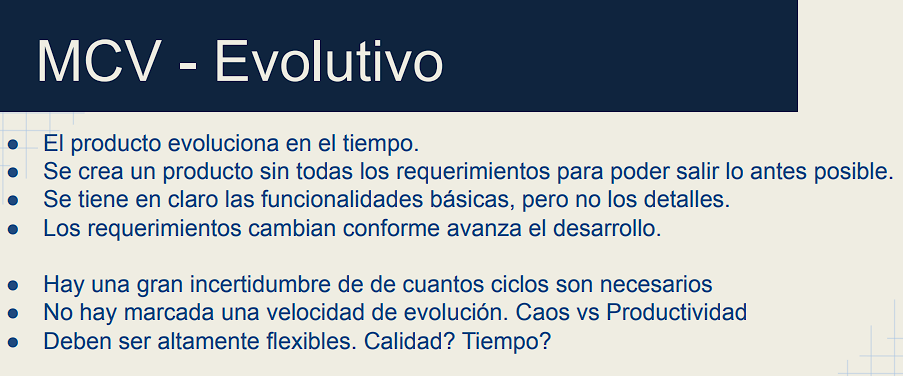 MCV - Evolutivo
● El producto evoluciona en el tiempo.
● Se crea un producto sin todas los requerimientos para poder salir lo antes posible.
● Se tiene en claro las funcionalidades básicas, pero no los detalles.
● Los requerimientos cambian conforme avanza el desarrollo.
● Hay una gran incertidumbre de de cuantos ciclos son necesarios
● No hay marcada una velocidad de evolución. Caos vs Productividad
● Deben ser altamente flexibles. Calidad? Tiempo?